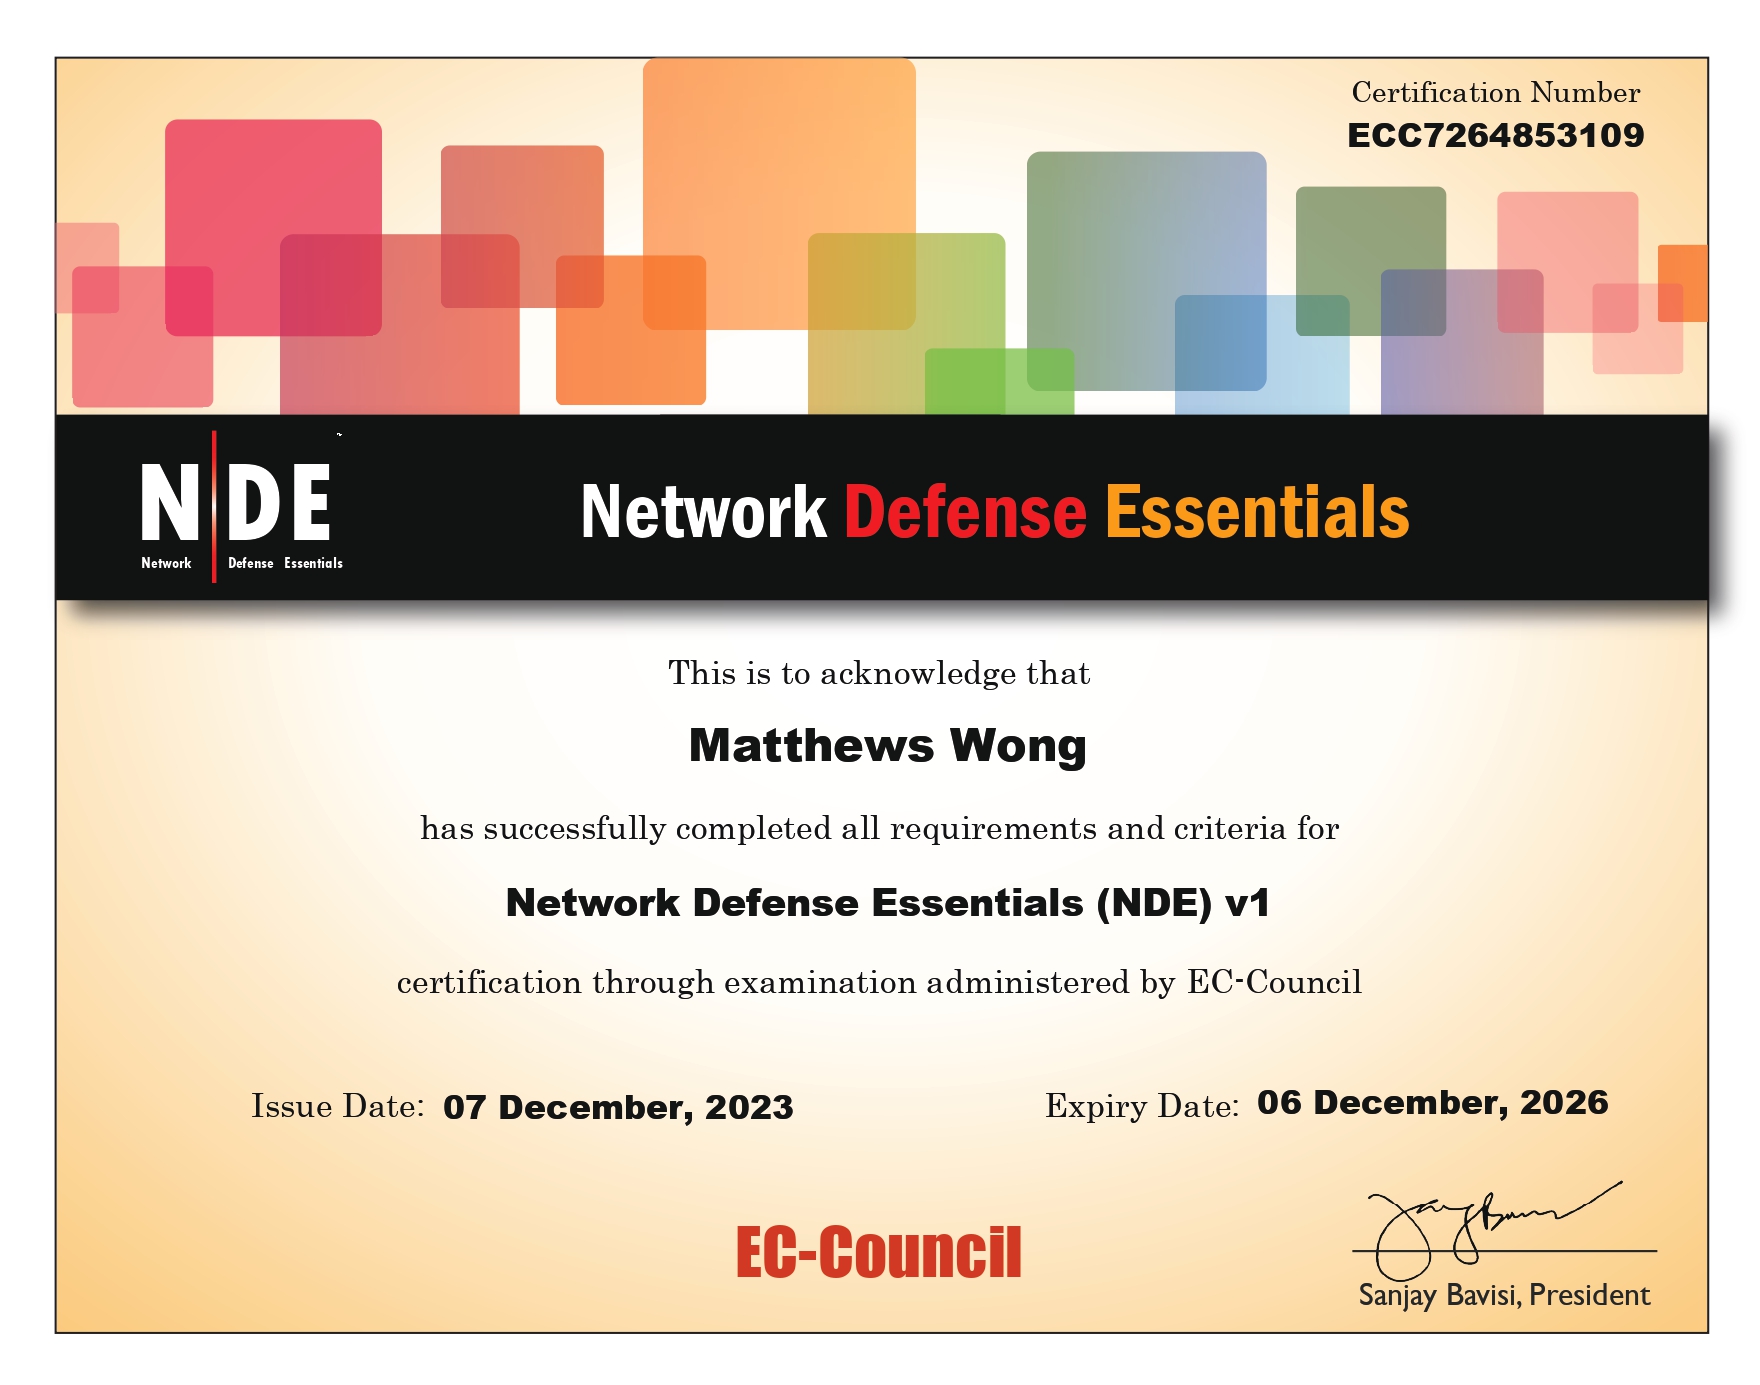 Certification Number
ECC7264853109
NDE
Network Defense Essentials
Network Defense Essentials
This is to acknowledge that
Matthews Wong
has successfully completed all requirements and criteria for
Network Defense Essentials (NDE) v1
certification through examination administered by EC-Council
Issue Date: 07 December, 2023
Expiry Date: 06 December, 2026
EC-Council
Sanjay Bavisi, President